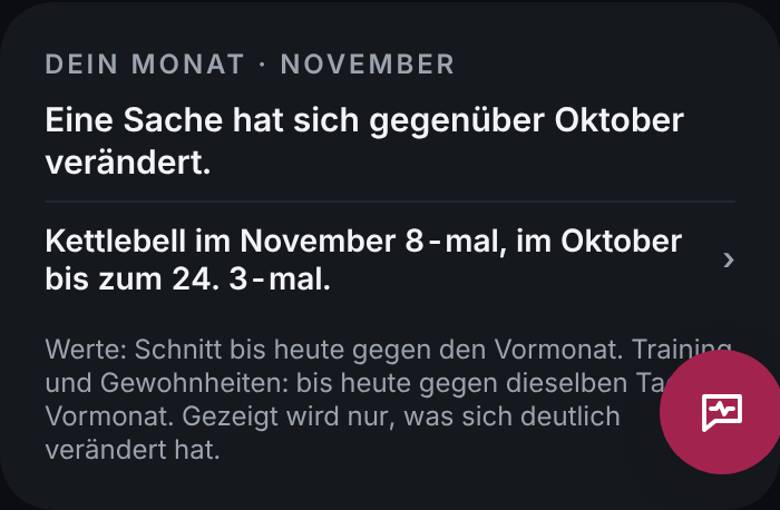 DEIN MONAT · NOVEMBER
Eine Sache hat sich gegenüber Oktober
verändert.
Kettlebell im November 8-mal, im Oktober
bis zum 24. 3-mal.
Werte: Schnitt bis heute gegen den Vormonat. Training
und Gewohnheiten: bis heute gegen dieselben
Vormonat. Gezeigt wird nur, was sich deutlich
verändert hat.